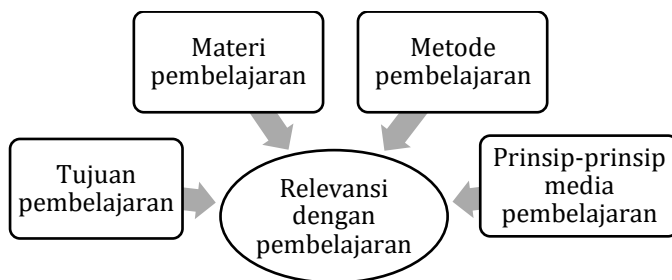 Materi
pembelajaran
Metode
pembelajaran
Tujuan
pembelajaran
Relevansi
dengan
pembelajaran
Prinsip-prinsip
media
pembelajaran